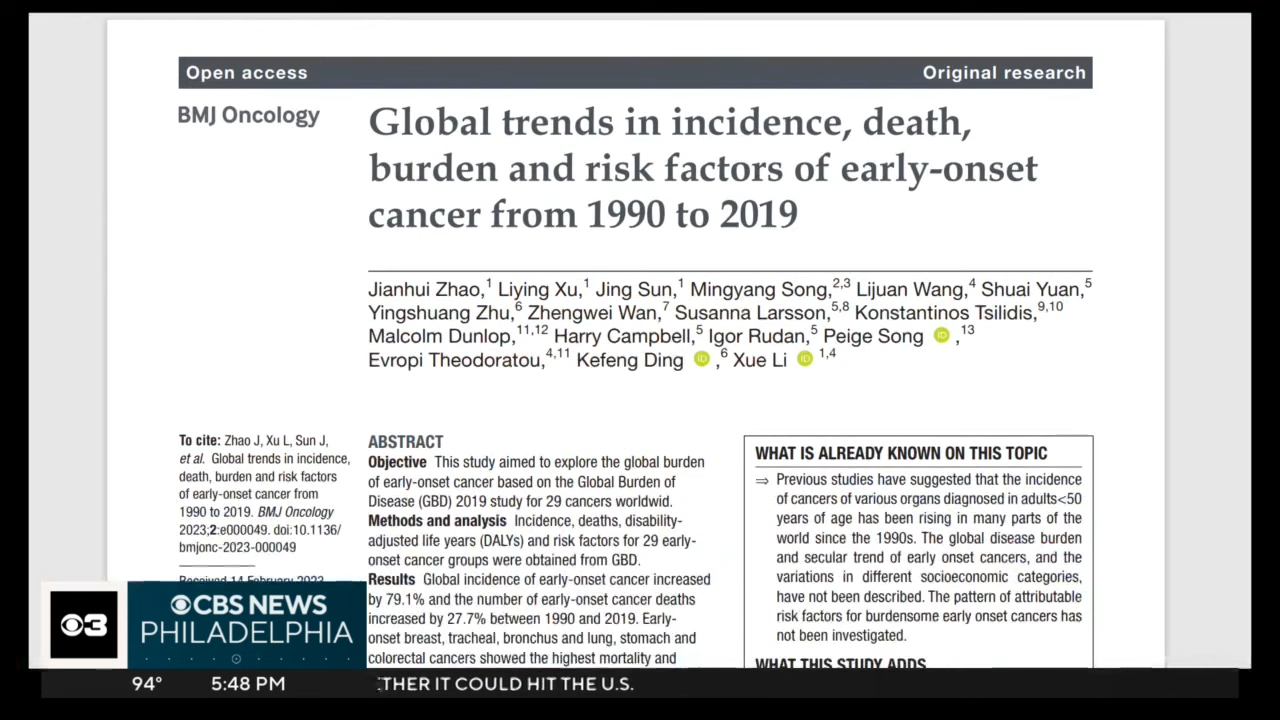 Open access
Original research
BMJ Oncology
Global trends in incidence, death,
burden and risk factors of early-onset
cancer from 1990 to 2019
Jianhui Zhao,1 Liying Xu,1 Jing Sun,1 Mingyang Song,2,3 Lijuan Wang,4 Shuai Yuan,5
Yingshuang Zhu,6 Zhengwei Wan,7 Susanna Larsson,5,8 Konstantinos Tsilidis,9,10
Malcolm Dunlop,11,12 Harry Campbell,5 Igor Rudan,5 Peige Song iD ,13
Evropi Theodoratou,4,11 Kefeng Ding iD ,6 Xue Li iD 1,4
To cite: Zhao J, Xu L, Sun J,
et al. Global trends in incidence,
death, burden and risk factors
of early-onset cancer from
1990 to 2019. BMJ Oncology
2023;2:e000049. doi:10.1136/
bmjonc-2023-000049
Received 14 February 2023
ABSTRACT
Objective This study aimed to explore the global burden
of early-onset cancer based on the Global Burden of
Disease (GBD) 2019 study for 29 cancers worldwid.
Methods and analysis Incidence, deaths, disability-
adjusted life years (DALYs) and risk factors for 29 early-
onset cancer groups were obtained from GBD.
Results Global incidence of early-onset cancer increased
by 79.1% and the number of early-onset cancer deaths
increased by 27.7% between 1990 and 2019. Early-
onset breast, tracheal, bronchus and lung, stomach and
colorectal cancers showed the highest mortality and
WHAT IS ALREADY KNOWN ON THIS TOPIC
⇒ Previous studies have suggested that the incidence
of cancers of various organs diagnosed in adults<50
years of age has been rising in many parts of the
world since the 1990s. The global disease burden
and secular trend of early onset cancers, and the
variations in different socioeconomic categories,
have not been described. The pattern of attributable
risk factors for burdensome early onset cancers has
not been investigated.
WHAT THIS STUDY ADDS
3
CBS NEWS
PHILADELPHIA
94° 5:48 PM THER IT COULD HIT THE U.S.